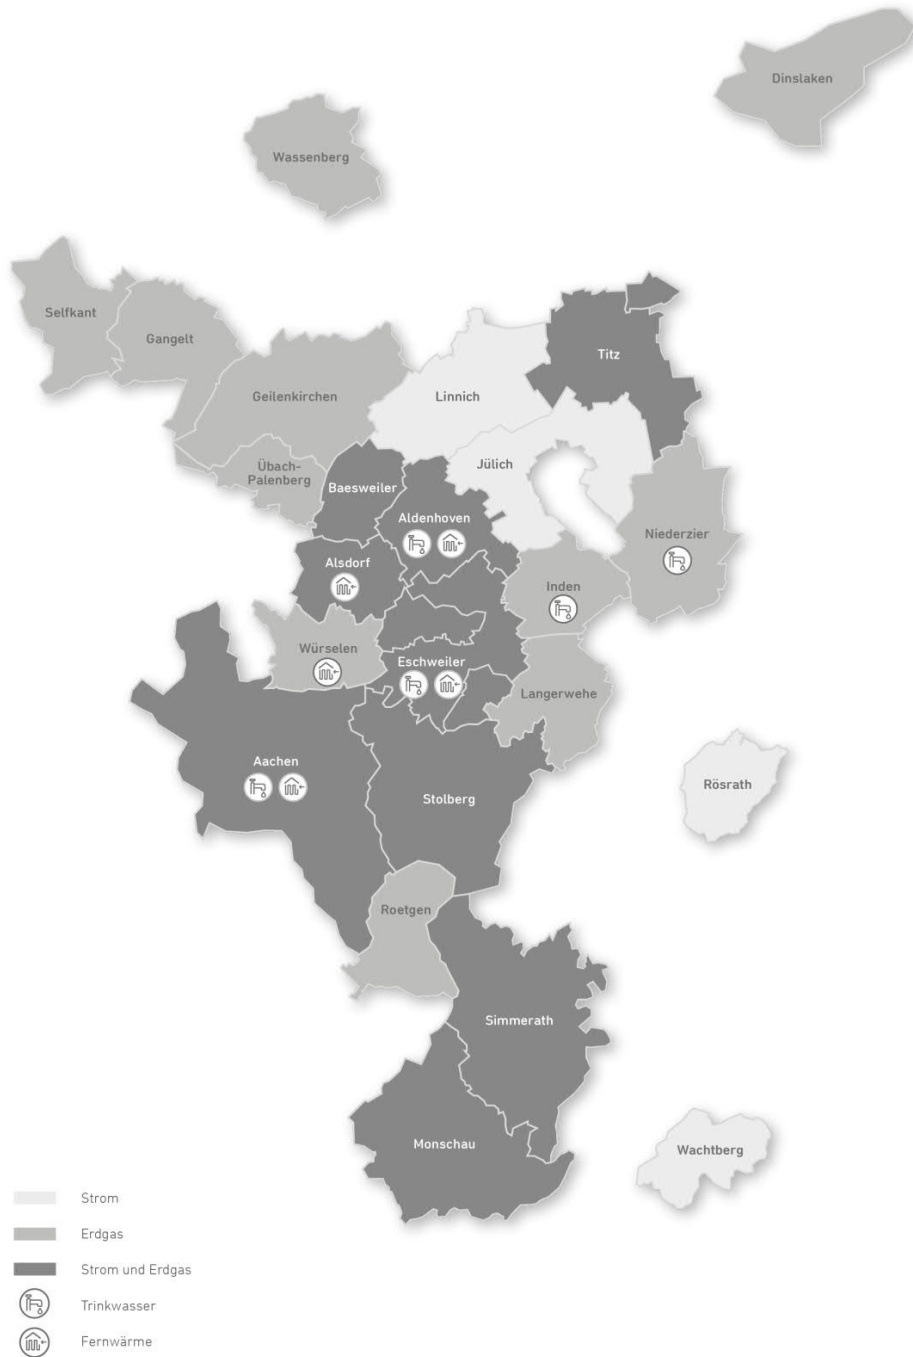 Dinslaken
Wassenberg
Selfkant
Gangelt
Titz
Geilenkirchen
Linnich
Übach-
Palenberg
Jülich
Baesweiler
Aldenhoven
Niederzier
Alsdorf
Inden
Würselen
Eschweiler
Langerwehe
Aachen
Stolberg
Rösrath
Roetgen
Simmerath
Monschau
Wachtberg
Strom
Erdgas
Strom und Erdgas
Trinkwasser
Fernwärme